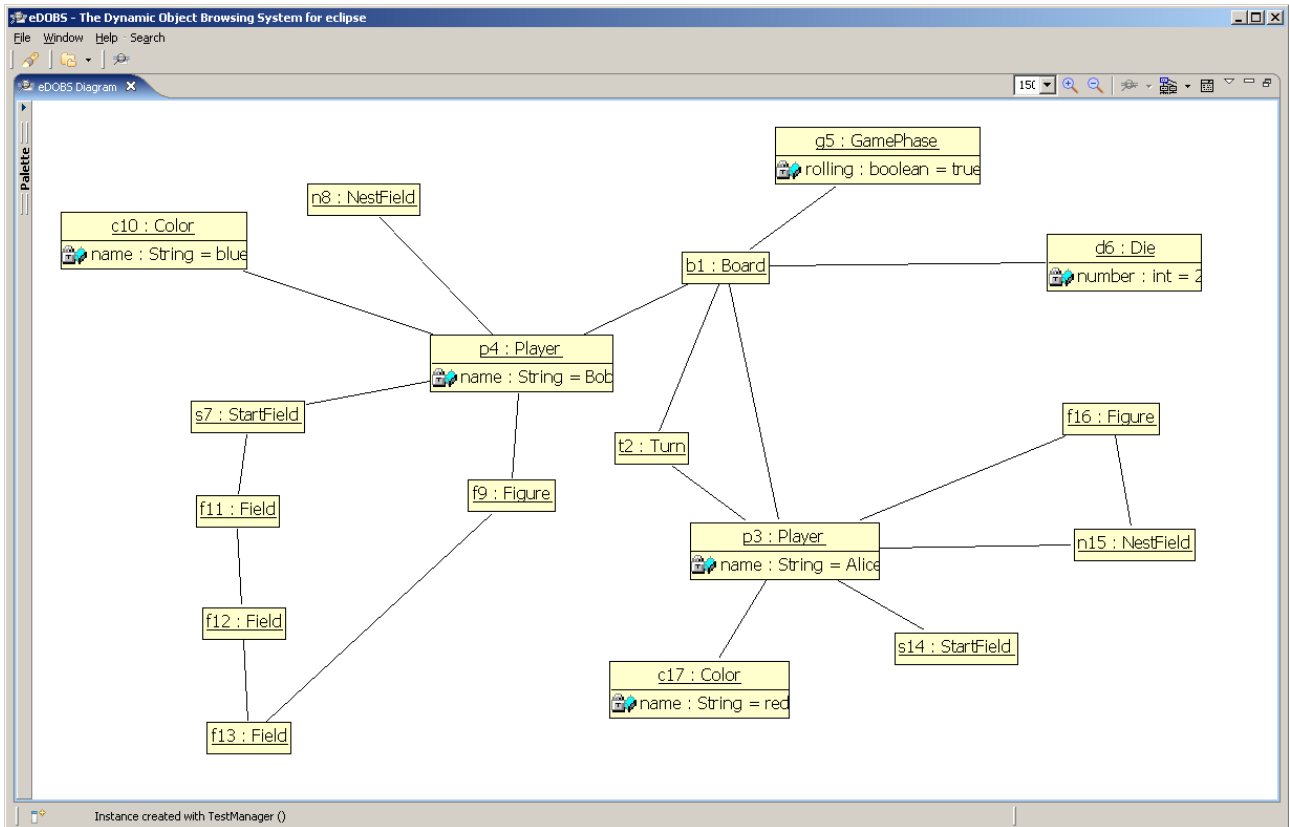 eDOBS - The Dynamic Object Browsing System for eclipse
File Window Help Search
eDOBS Diagram
150
Palette
g5 : GamePhase
rolling : boolean = true
n8 : NestField
c10 : Color
name : String = blue
b1 : Board
d6 : Die
number : int = 2
p4 : Player
name : String = Bob
s7 : StartField
f16 : Figure
t2 : Turn
f9 : Figure
f11 : Field
p3 : Player
name : String = Alice
n15 : NestField
f12 : Field
s14 : StartField
c17 : Color
name : String = red
f13 : Field
Instance created with TestManager ()